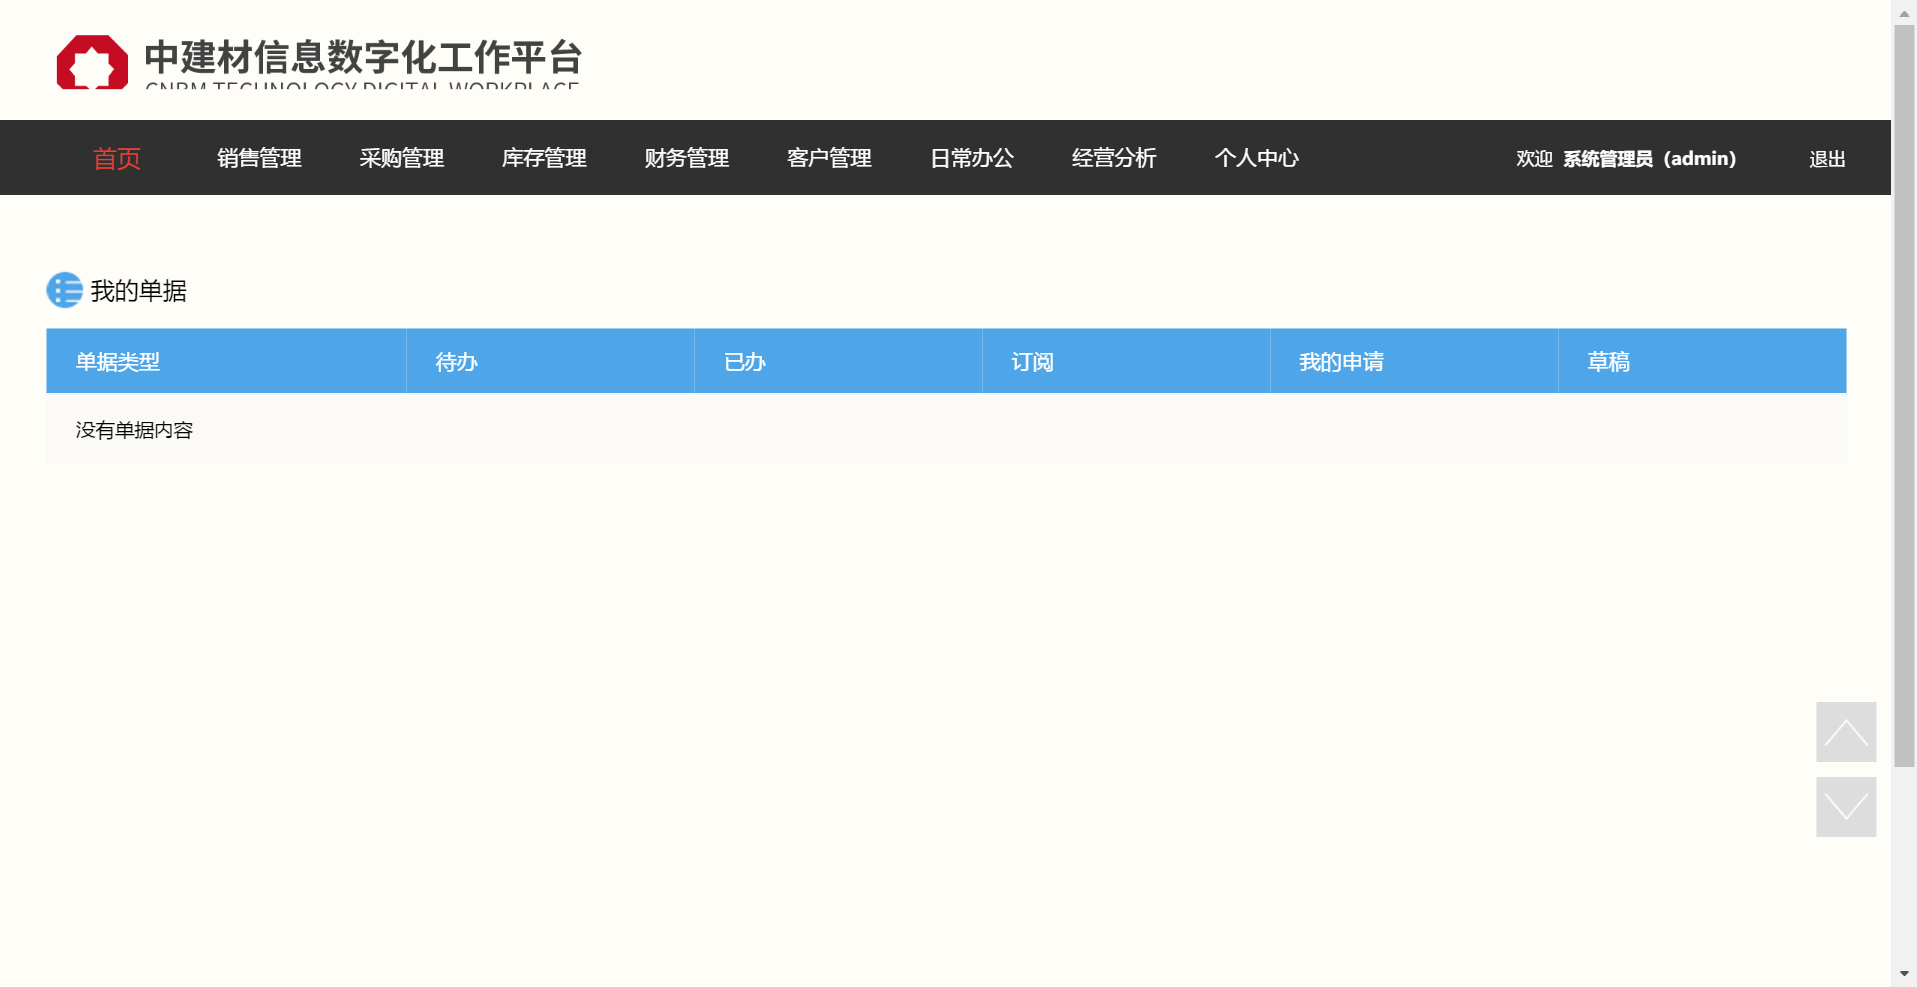 中建材信息数字化工作平台
CNBM TECHNOLOGY DIGITAL WORKPLACE
首页 销售管理 采购管理 库存管理 财务管理 客户管理 日常办公 经营分析 个人中心 欢迎 系统管理员（admin） 退出
我的单据
单据类型 待办 已办 订阅 我的申请 草稿
没有单据内容